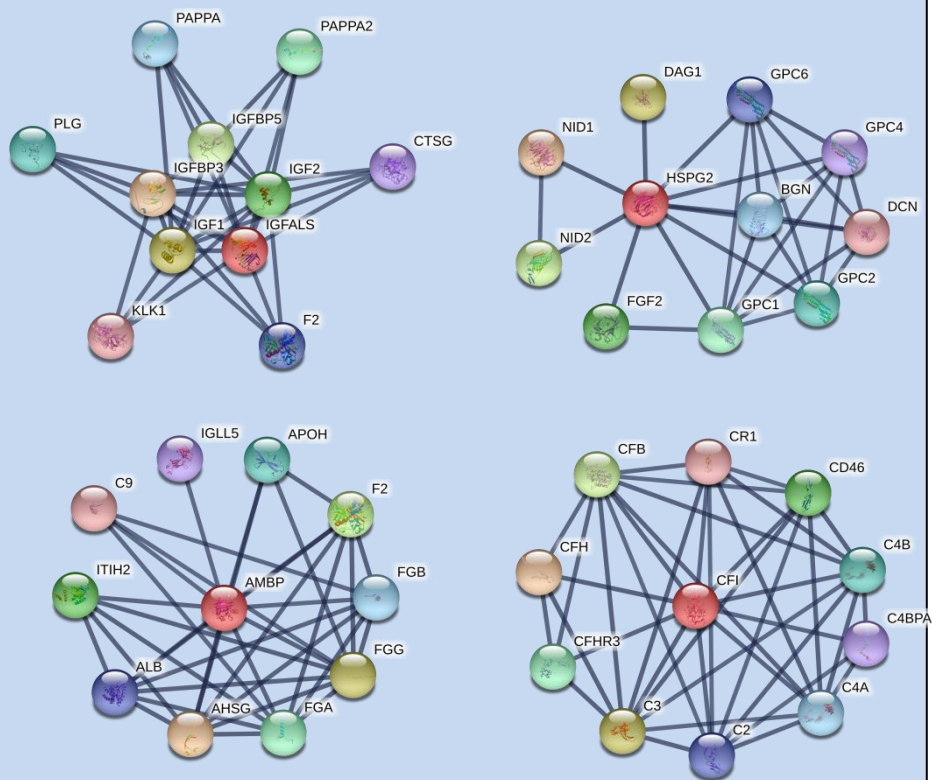 PAPPA
PAPPA2
PLG
IGFBP5
CTSG
IGFBP3
IGF2
IGF1
IGFALS
KLK1
F2
DAG1
GPC6
NID1
GPC4
HSPG2
BGN
DCN
NID2
GPC2
FGF2
GPC1
IGLL5
APOH
C9
F2
ITIH2
AMBP
FGB
ALB
FGG
AHSG
FGA
CFB
CR1
CD46
CFH
CFI
C4B
C4BPA
CFHR3
C4A
C3
C2